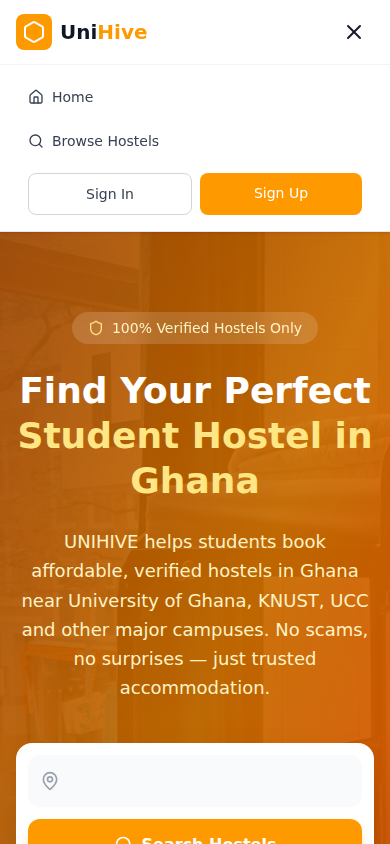 UniHive
Home
Browse Hostels
Sign In
Sign Up
100% Verified Hostels Only
Find Your Perfect
Student Hostel in
Ghana
UNIHIVE helps students book
affordable, verified hostels in Ghana
near University of Ghana, KNUST, UCC
and other major campuses. No scams,
no surprises — just trusted
accommodation.
Search Hostels